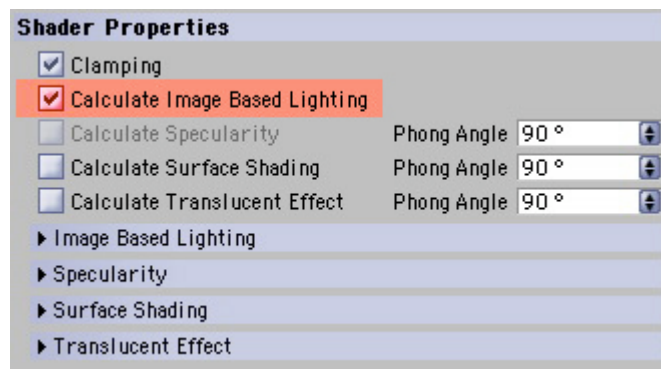 Shader Properties
Clamping
Calculate Image Based Lighting
Calculate Specularity Phong Angle 90 °
Calculate Surface Shading Phong Angle 90 °
Calculate Translucent Effect Phong Angle 90 °
Image Based Lighting
Specularity
Surface Shading
Translucent Effect